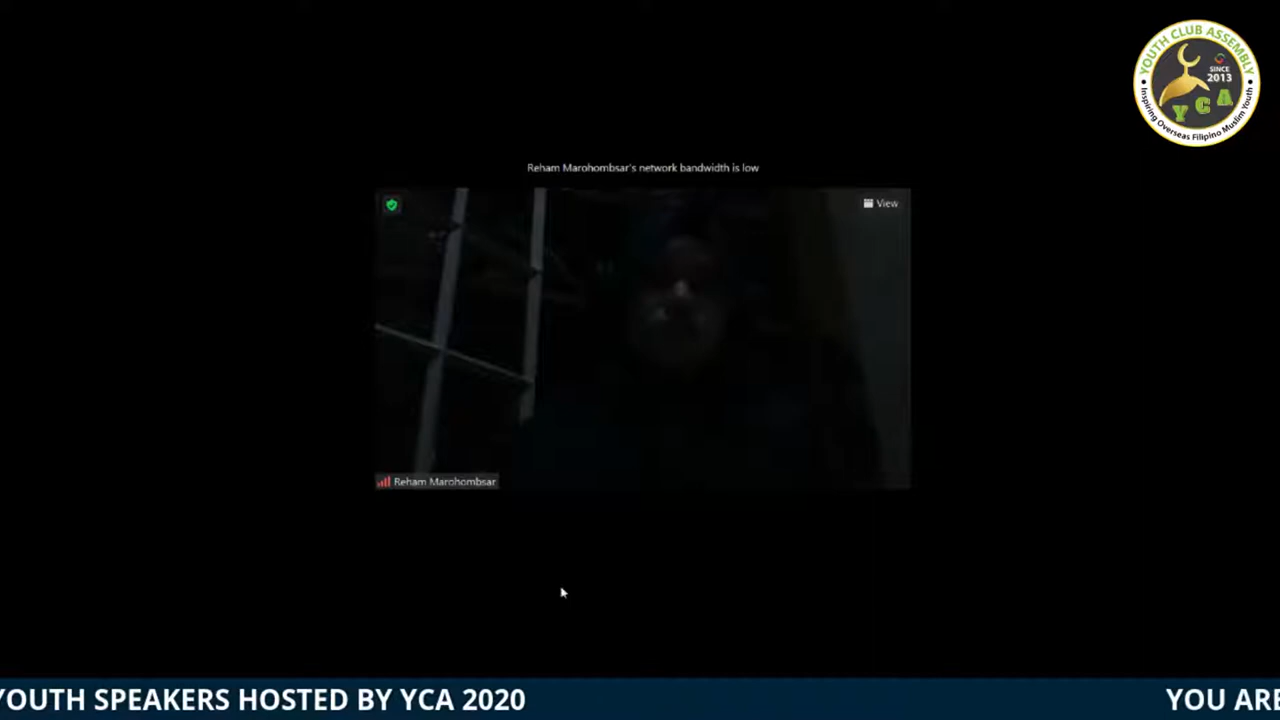 YOUTH CLUB ASSEMBLY
SINCE
2013
YCA
Inspiring Overseas Filipino Muslim Youth
Reham Marohombsar's network bandwidth is low
View
Reham Marohombsar
YOUTH SPEAKERS HOSTED BY YCA 2020
YOU ARE